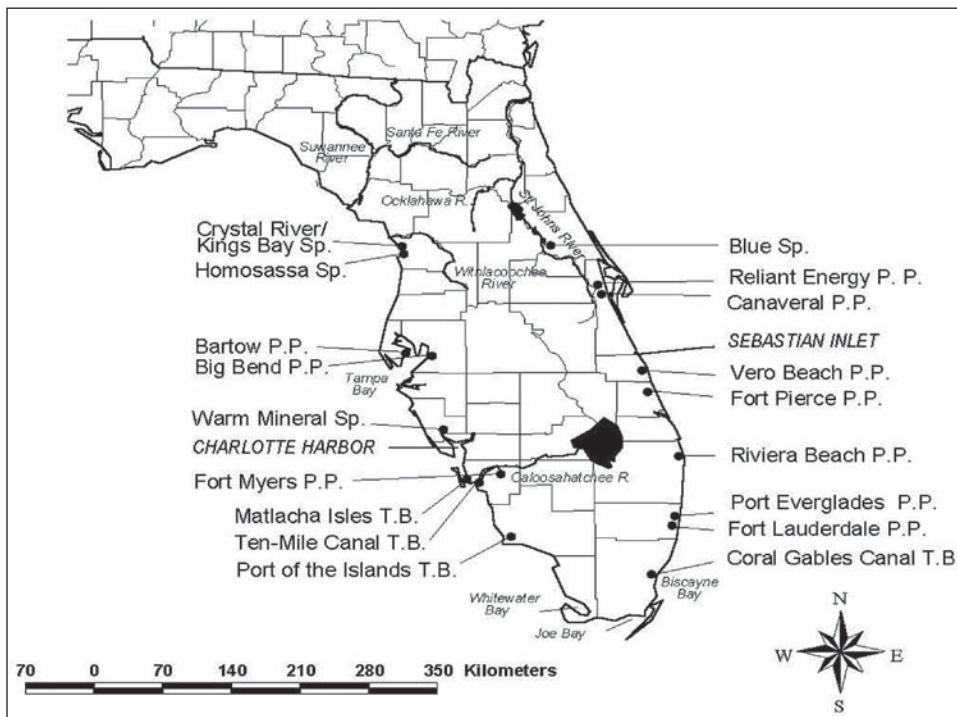 Santa Fe River
Suwannee
River
Ocklahawa R.
St. Johns River
Crystal River/
Kings Bay Sp.
Homosassa Sp.
Withlacoochee
River
Blue Sp.
Reliant Energy P. P.
Canaveral P.P.
SEBASTIAN INLET
Bartow P.P.
Big Bend P.P.
Tampa
Bay
Vero Beach P.P.
Fort Pierce P.P.
Warm Mineral Sp.
CHARLOTTE HARBOR
Riviera Beach P.P.
Fort Myers P.P.
Caloosahatchee R.
Matlacha Isles T.B.
Ten-Mile Canal T.B.
Port of the Islands T.B.
Port Everglades P.P.
Fort Lauderdale P.P.
Coral Gables Canal T.B.
Biscayne
Bay
Whitewater
Bay
Joe Bay
N
W E
S
70 0 70 140 210 280 350 Kilometers